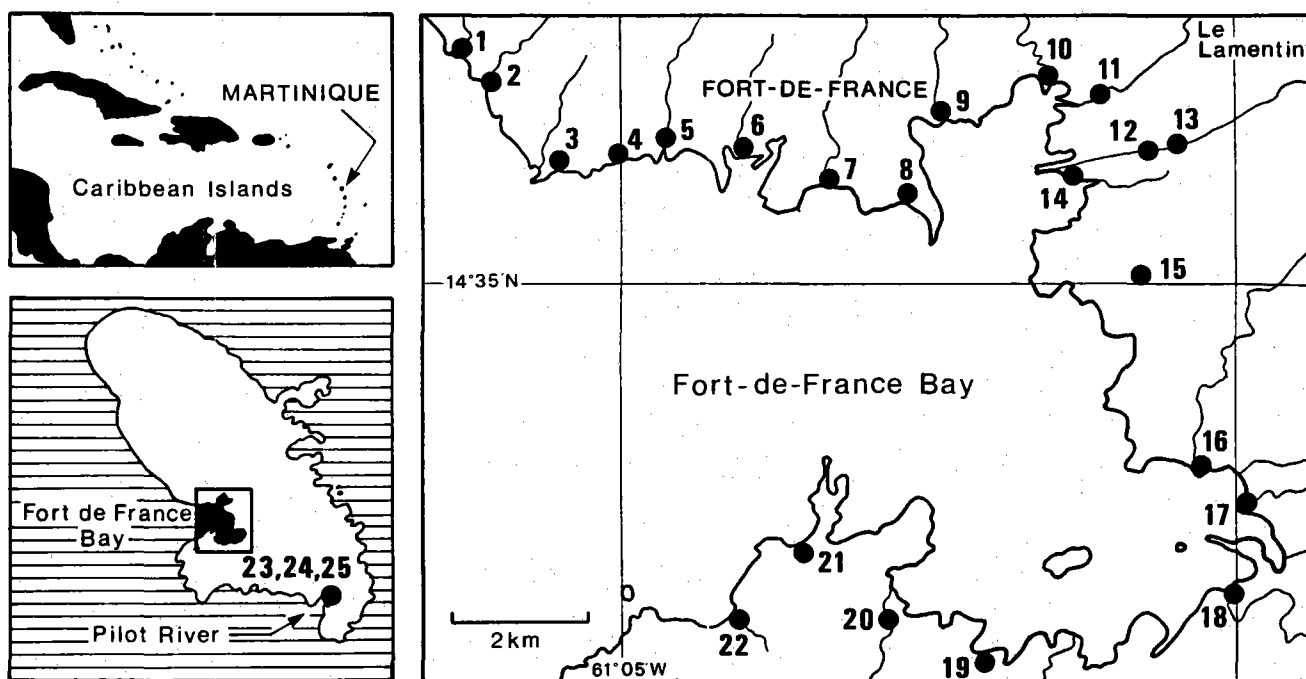 MARTINIQUE
Caribbean Islands
Fort de France
Bay
23,24,25
Pilot River
1
2
3
4
5
6
7
8
9
10
11
12
13
14
15
16
17
18
19
20
21
22
Le
Lamentin
FORT-DE-FRANCE
14°35'N
Fort-de-France Bay
2km
61°05'W